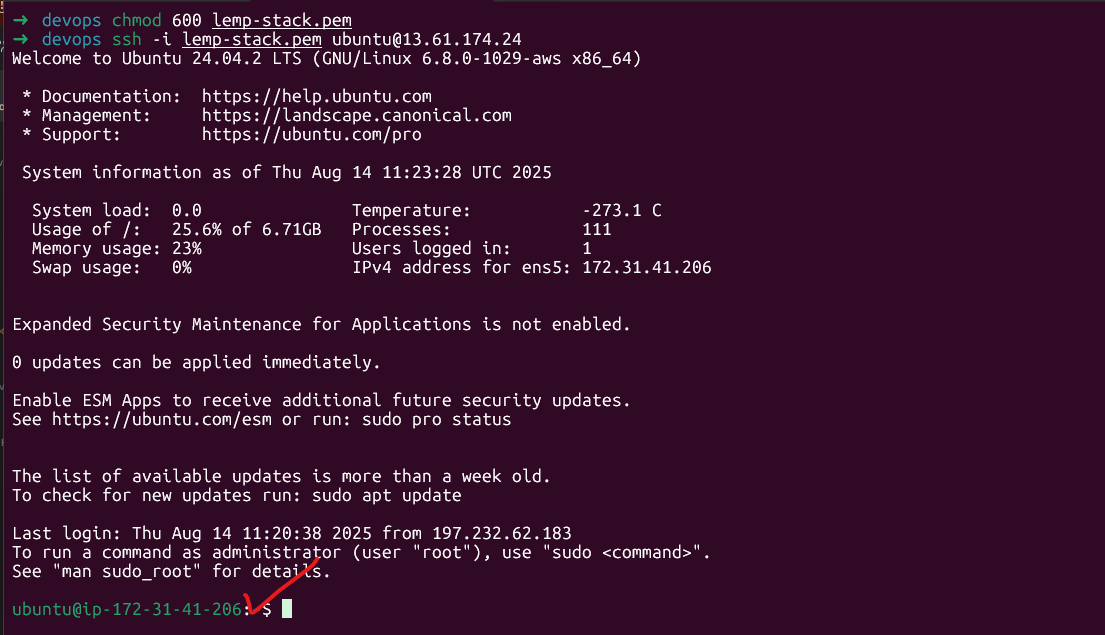 → devops chmod 600 lemp-stack.pem
→ devops ssh -i lemp-stack.pem ubuntu@13.61.174.24
Welcome to Ubuntu 24.04.2 LTS (GNU/Linux 6.8.0-1029-aws x86_64)
* Documentation: https://help.ubuntu.com
* Management: https://landscape.canonical.com
* Support: https://ubuntu.com/pro
System information as of Thu Aug 14 11:23:28 UTC 2025
System load: 0.0 Temperature: -273.1 C
Usage of /: 25.6% of 6.71GB Processes: 111
Memory usage: 23% Users logged in: 1
Swap usage: 0% IPv4 address for ens5: 172.31.41.206
Expanded Security Maintenance for Applications is not enabled.
0 updates can be applied immediately.
Enable ESM Apps to receive additional future security updates.
See https://ubuntu.com/esm or run: sudo pro status
The list of available updates is more than a week old.
To check for new updates run: sudo apt update
Last login: Thu Aug 14 11:20:38 2025 from 197.232.62.183
To run a command as administrator (user "root"), use "sudo <command>".
See "man sudo_root" for details.
ubuntu@ip-172-31-41-206: $